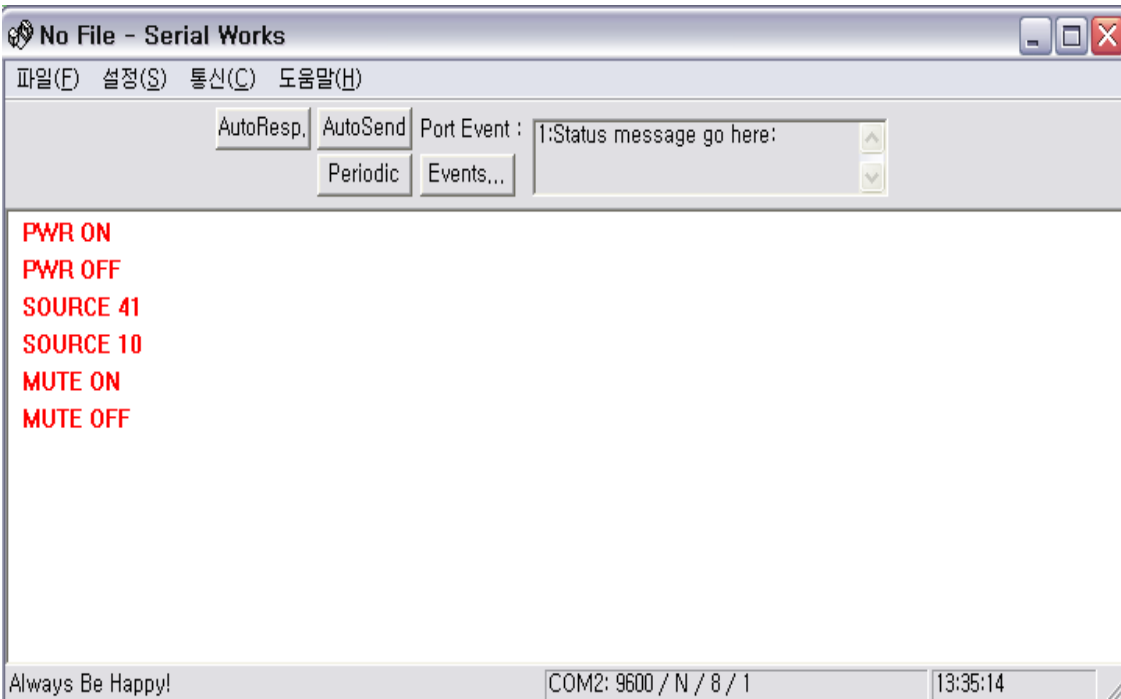 No File - Serial Works
파일(F) 설정(S) 통신(C) 도움말(H)
AutoResp. AutoSend Port Event : 1:Status message go here:
Periodic Events...
PWR ON
PWR OFF
SOURCE 41
SOURCE 10
MUTE ON
MUTE OFF
Always Be Happy! COM2: 9600 / N / 8 / 1 13:35:14